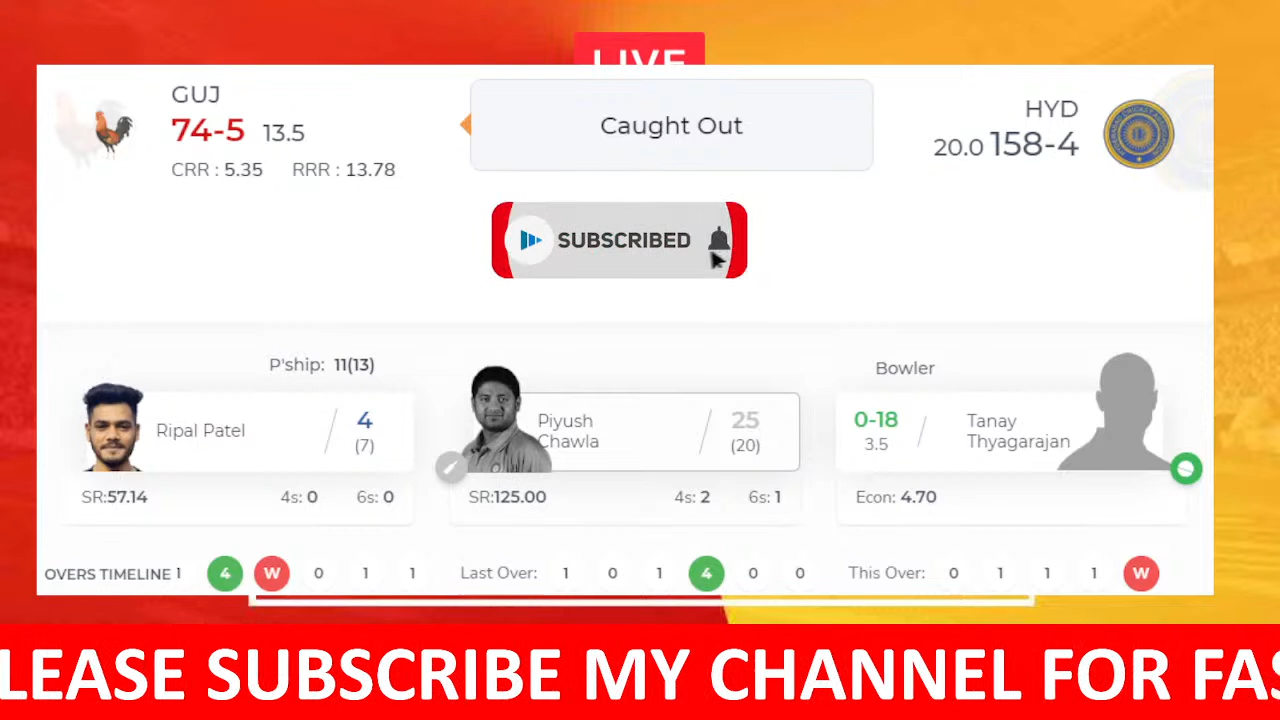 LIVE
GUJ
74-5 13.5
CRR : 5.35 RRR : 13.78
Caught Out
HYD
20.0 158-4
SUBSCRIBED
P'ship: 11(13)
Ripal Patel
4
(7)
SR:57.14 4s: 0 6s: 0
Piyush
Chawla
25
(20)
SR:125.00 4s: 2 6s: 1
Bowler
0-18
3.5
Tanay
Thyagarajan
Econ: 4.70
OVERS TIMELINE 1 4 W 0 1 1 Last Over: 1 0 1 4 0 0 This Over: 0 1 1 1 W
LEASE SUBSCRIBE MY CHANNEL FOR FAS